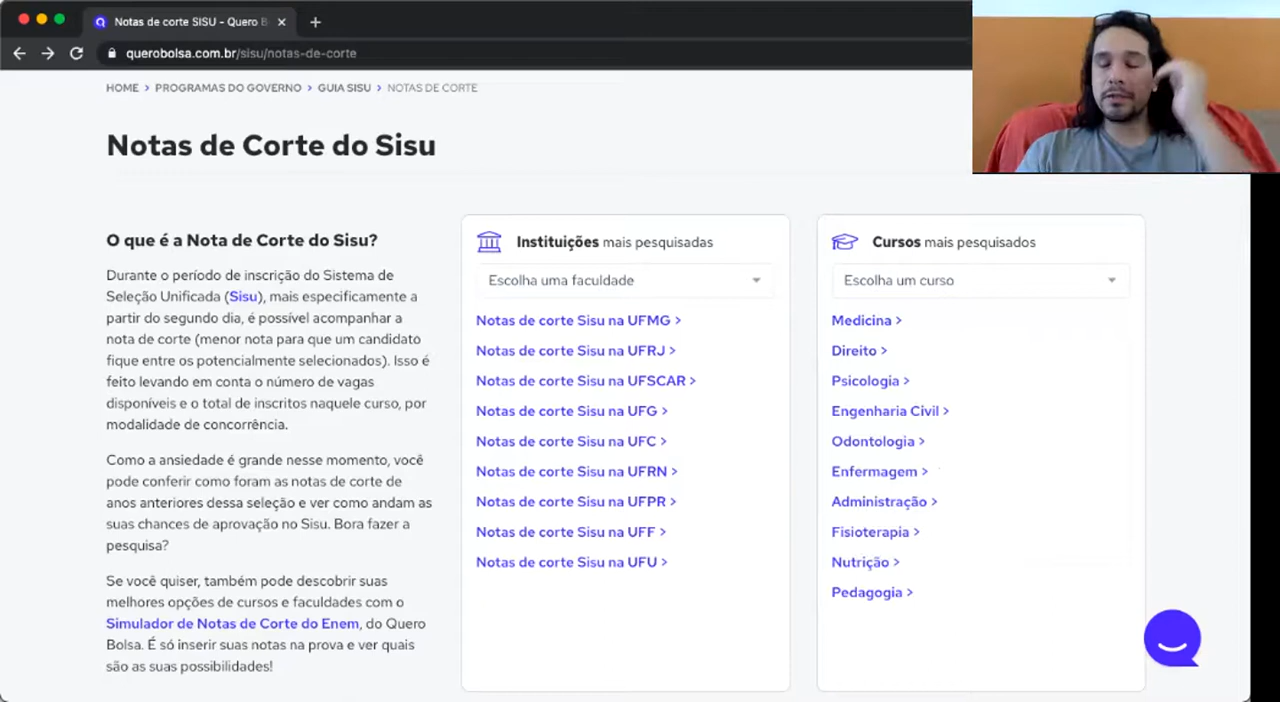 Notas de corte SISU - Quero B
querobolsa.com.br/sisu/notas-de-corte
HOME > PROGRAMAS DO GOVERNO > GUIA SISU > NOTAS DE CORTE
Notas de Corte do Sisu
O que é a Nota de Corte do Sisu?
Durante o período de inscrição do Sistema de
Seleção Unificada (Sisu), mais especificamente a
partir do segundo dia, é possível acompanhar a
nota de corte (menor nota para que um candidato
fique entre os potencialmente selecionados). Isso é
feito levando em conta o número de vagas
disponíveis e o total de inscritos naquele curso, por
modalidade de concorrência.
Como a ansiedade é grande nesse momento, você
pode conferir como foram as notas de corte de
anos anteriores dessa seleção e ver como andam as
suas chances de aprovação no Sisu. Bora fazer a
pesquisa?
Se você quiser, também pode descobrir suas
melhores opções de cursos e faculdades com o
Simulador de Notas de Corte do Enem, do Quero
Bolsa. É só inserir suas notas na prova e ver quais
são as suas possibilidades!
Instituições mais pesquisadas
Escolha uma faculdade
Notas de corte Sisu na UFMG >
Notas de corte Sisu na UFRJ >
Notas de corte Sisu na UFSCAR >
Notas de corte Sisu na UFG >
Notas de corte Sisu na UFC >
Notas de corte Sisu na UFRN >
Notas de corte Sisu na UFPR >
Notas de corte Sisu na UFF >
Notas de corte Sisu na UFU >
Cursos mais pesquisados
Escolha um curso
Medicina >
Direito >
Psicologia >
Engenharia Civil >
Odontologia >
Enfermagem >
Administração >
Fisioterapia >
Nutrição >
Pedagogia >